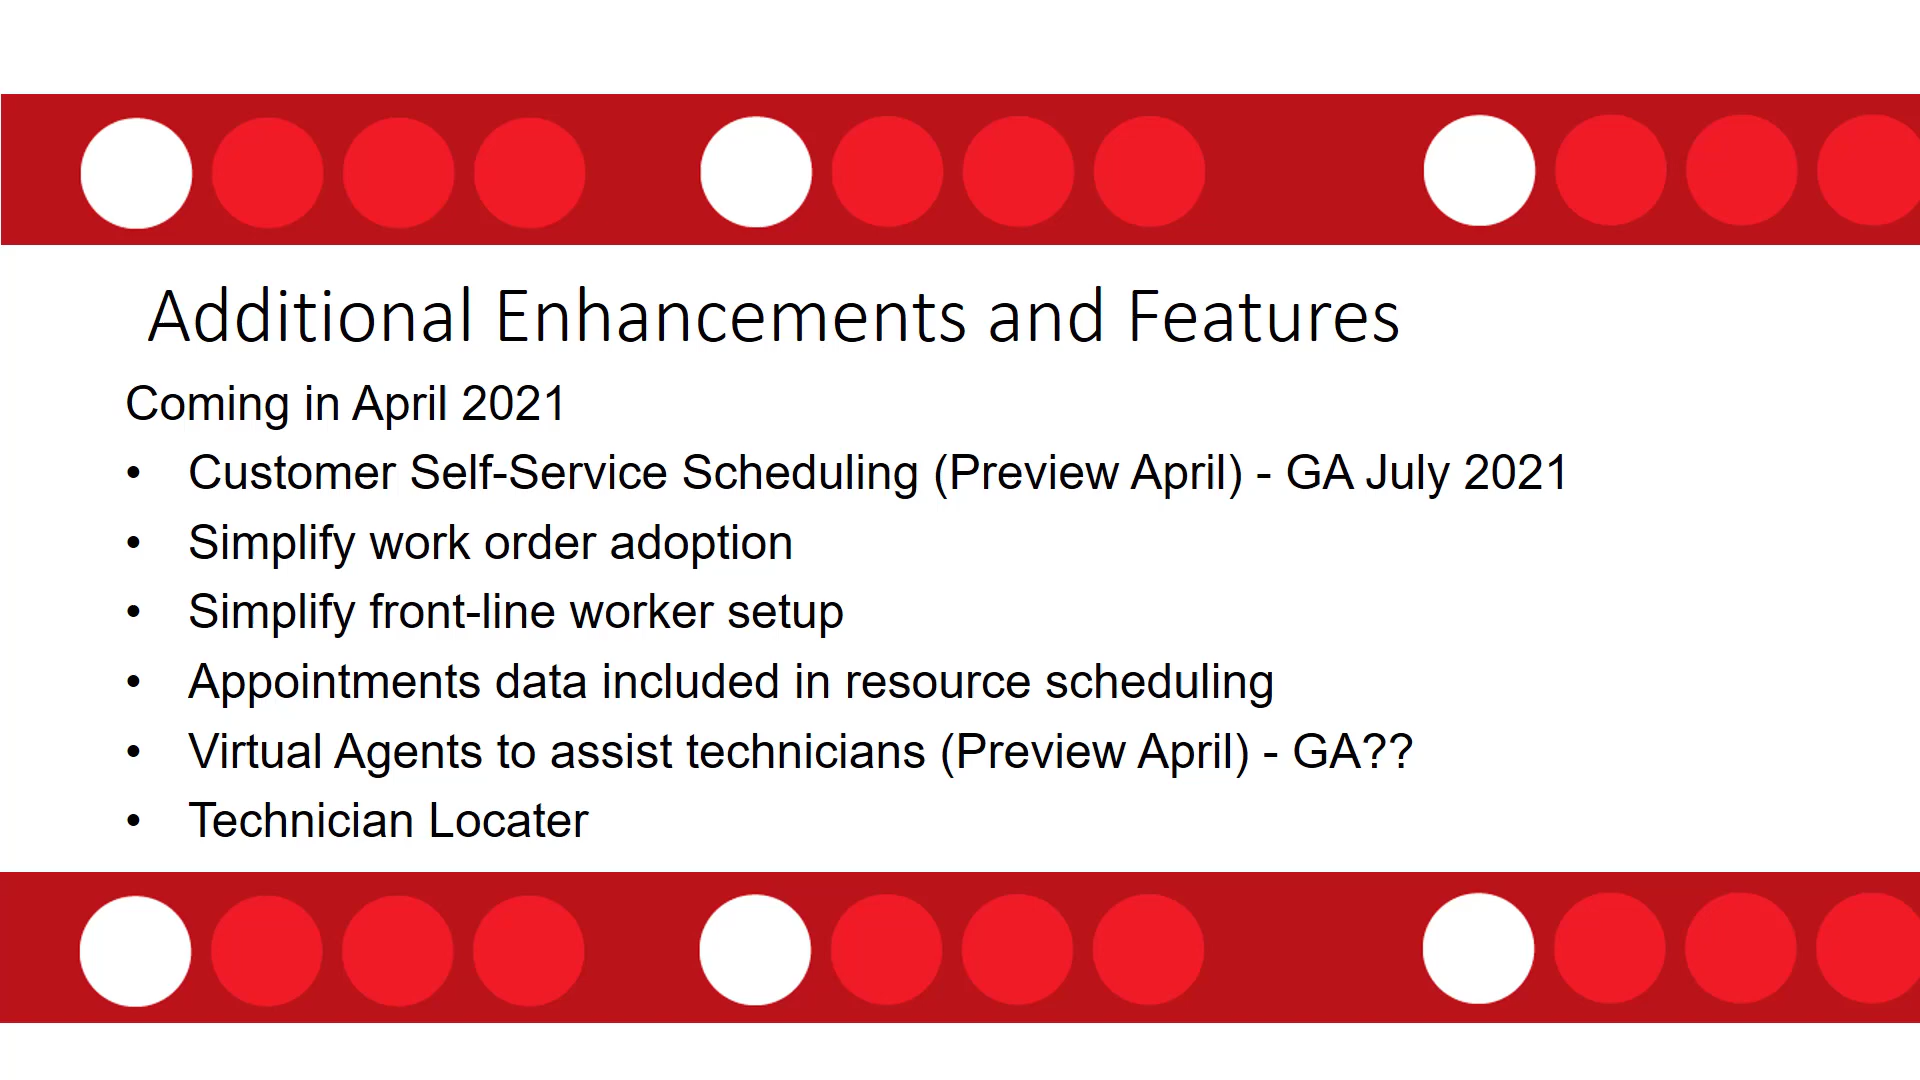 Additional Enhancements and Features
Coming in April 2021
• Customer Self-Service Scheduling (Preview April) - GA July 2021
• Simplify work order adoption
• Simplify front-line worker setup
• Appointments data included in resource scheduling
• Virtual Agents to assist technicians (Preview April) - GA??
• Technician Locater